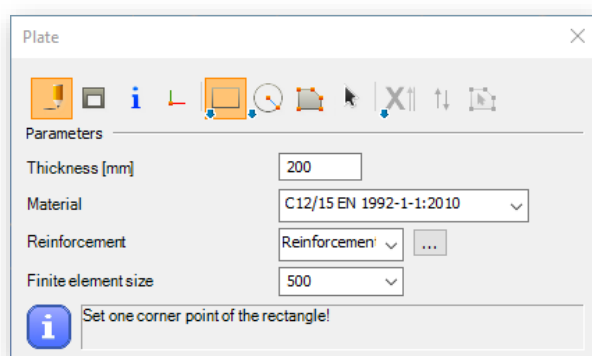 Plate
Parameters
Thickness [mm] 200
Material C12/15 EN 1992-1-1:2010
Reinforcement Reinforcement ...
Finite element size 500
Set one corner point of the rectangle!